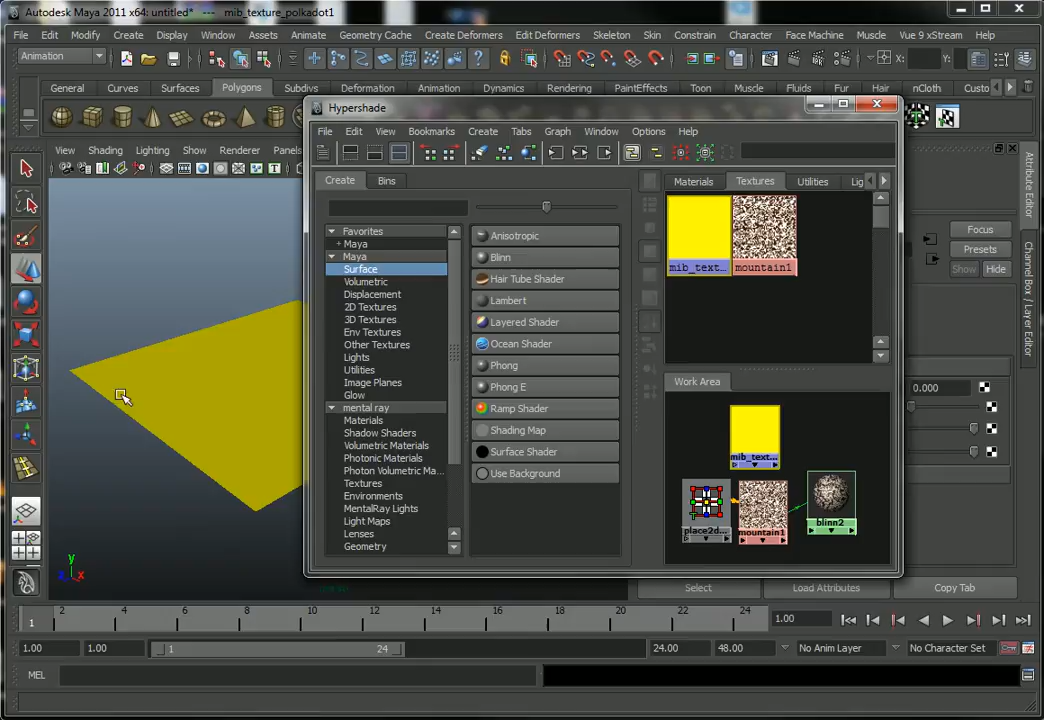 Autodesk Maya 2011 x64: untitled* --- mib_texture_polkadot1
File Edit Modify Create Display Window Assets Animate Geometry Cache Create Deformers Edit Deformers Skeleton Skin Constrain Character Face Machine Muscle Vue 9 xStream Help
Animation X: Y:
General Curves Surfaces Polygons Subdivs Deformation Animation Dynamics Rendering PaintEffects Toon Muscle Fluids Fur Hair nCloth Custo
View Shading Lighting Show Renderer Panels
Hypershade
File Edit View Bookmarks Create Tabs Graph Window Options Help
Create Bins
Favorites
+ Maya
Maya
Surface
Volumetric
Displacement
2D Textures
3D Textures
Env Textures
Other Textures
Lights
Utilities
Image Planes
Glow
mental ray
Materials
Shadow Shaders
Volumetric Materials
Photonic Materials
Photon Volumetric Ma...
Textures
Environments
MentalRay Lights
Light Maps
Lenses
Geometry
Anisotropic
Blinn
Hair Tube Shader
Lambert
Layered Shader
Ocean Shader
Phong
Phong E
Ramp Shader
Shading Map
Surface Shader
Use Background
Materials Textures Utilities Lig
mib_text... mountain1
Work Area
mib_text...
place2d... mountain1 blinn2
Focus
Presets
Show Hide
0.000
Attribute Editor
Channel Box / Layer Editor
Select Load Attributes Copy Tab
y
z x
2 4 6 8 10 12 14 16 18 20 22 24
1 1.00
1.00 1.00 1 24 24.00 48.00 No Anim Layer No Character Set
MEL